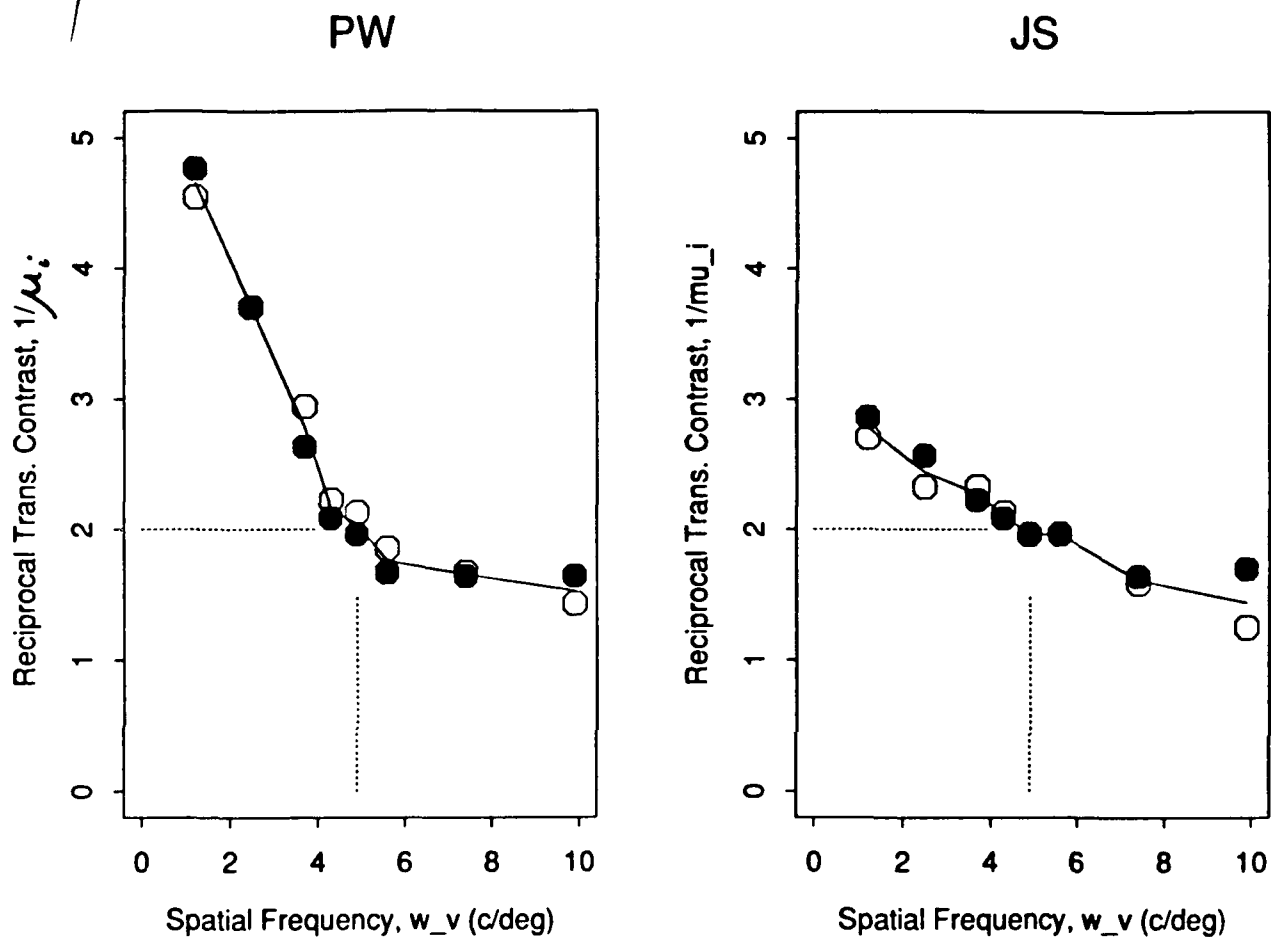 PW
Reciprocal Trans. Contrast, 1/μi
5
4
3
2
1
0
0 2 4 6 8 10
Spatial Frequency, w_v (c/deg)
JS
Reciprocal Trans. Contrast, 1/mu_i
5
4
3
2
1
0
0 2 4 6 8 10
Spatial Frequency, w_v (c/deg)